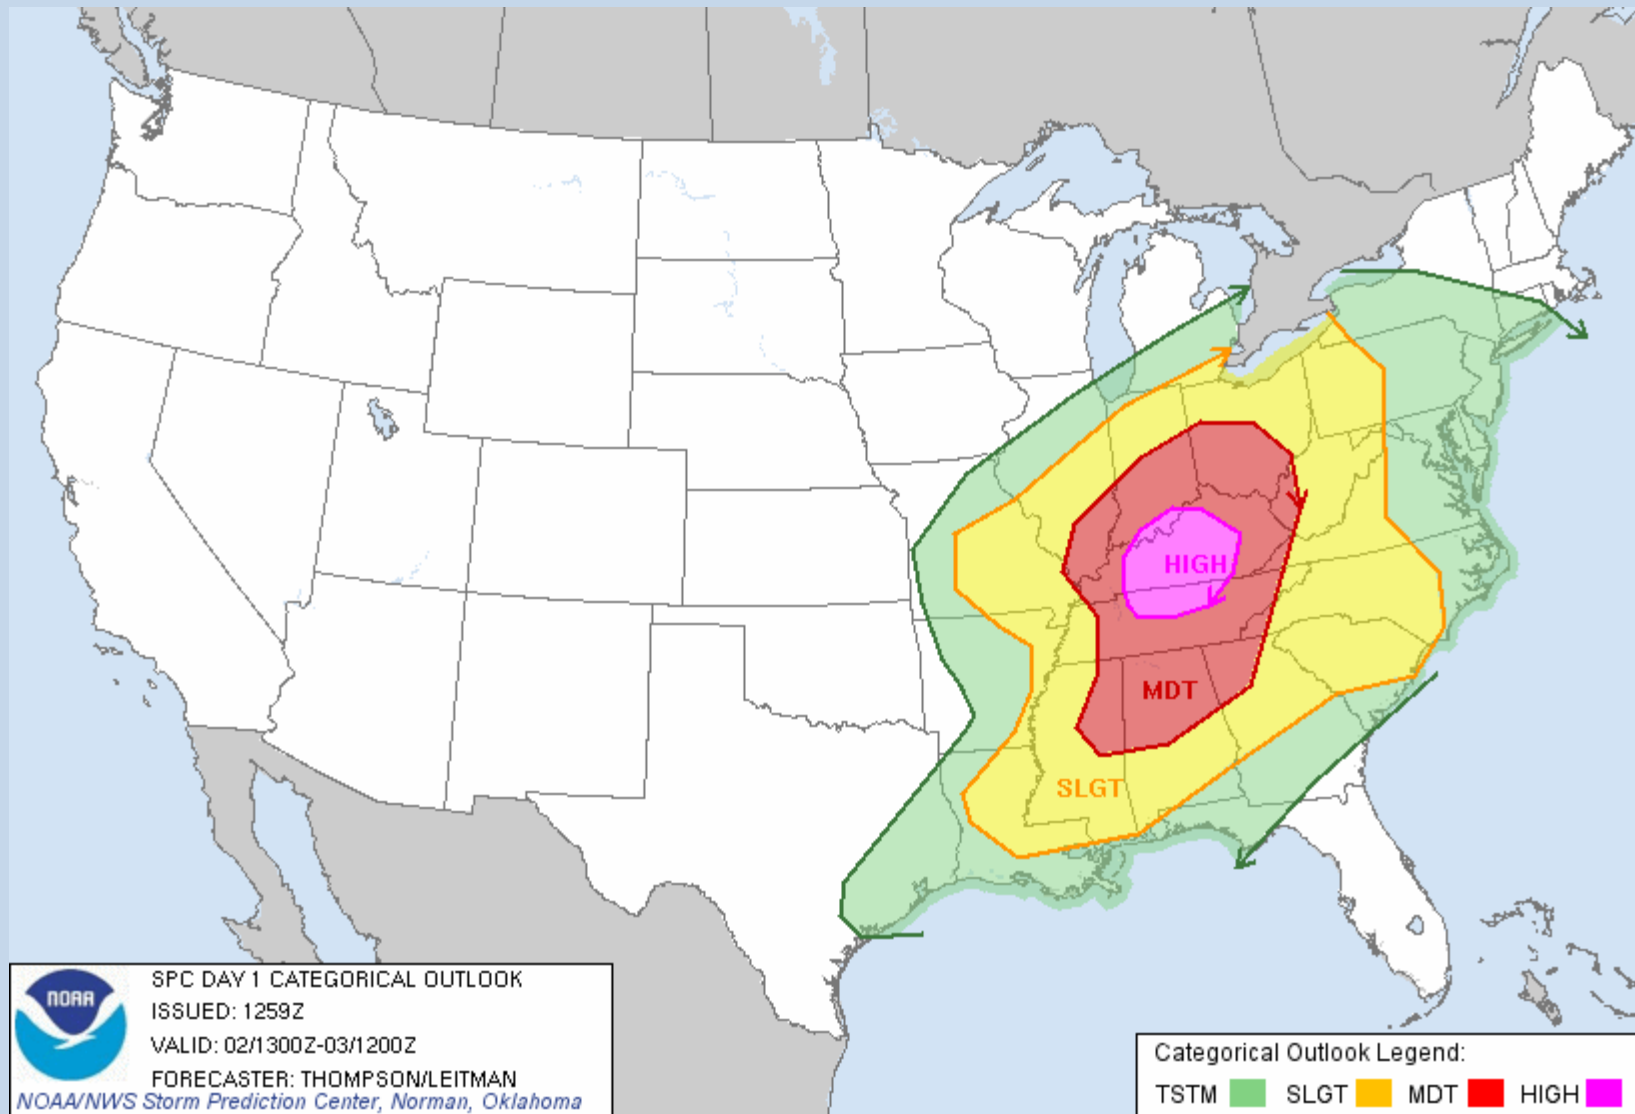 HIGH
MDT
SLGT
NOAA
SPC DAY 1 CATEGORICAL OUTLOOK
ISSUED: 1259Z
VALID: 02/1300Z-03/1200Z
FORECASTER: THOMPSON/LEITMAN
NOAA/NWS Storm Prediction Center, Norman, Oklahoma
Categorical Outlook Legend:
TSTM SLGT MDT HIGH